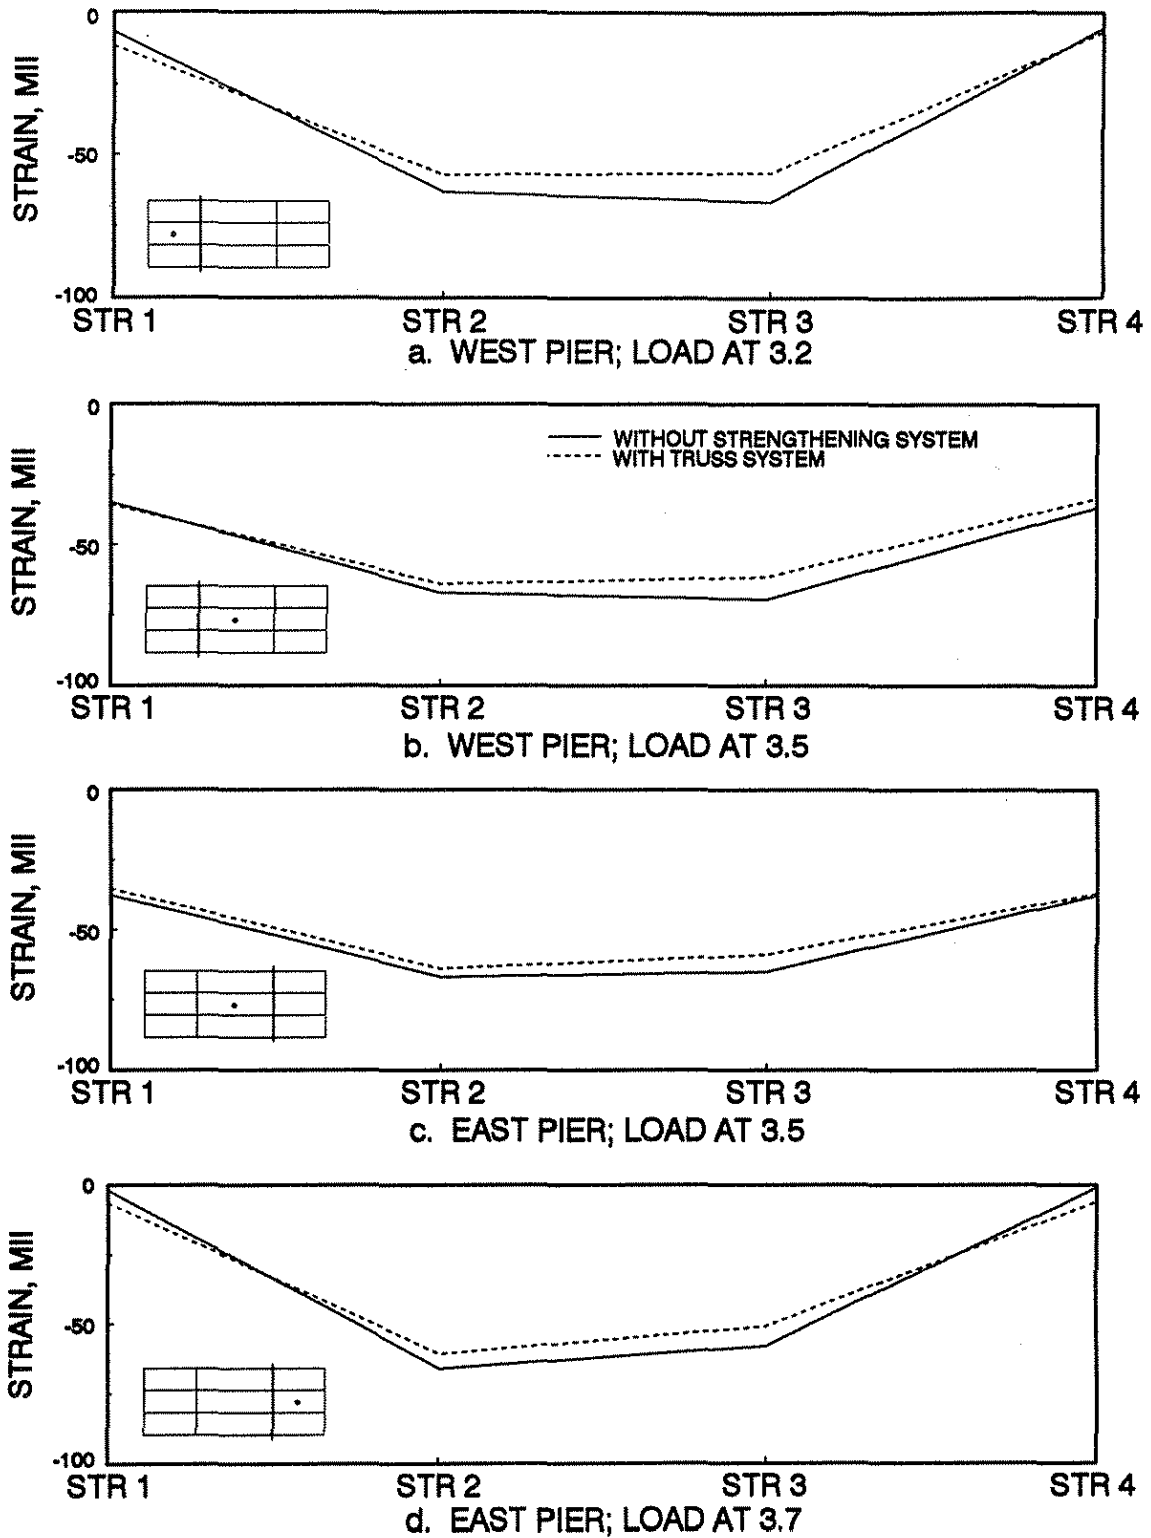 0
STRAIN, MII
-50
-100
STR 1 STR 2 STR 3 STR 4
a. WEST PIER; LOAD AT 3.2
0
WITHOUT STRENGTHENING SYSTEM
WITH TRUSS SYSTEM
STRAIN, MII
-50
-100
STR 1 STR 2 STR 3 STR 4
b. WEST PIER; LOAD AT 3.5
0
STRAIN, MII
-50
-100
STR 1 STR 2 STR 3 STR 4
c. EAST PIER; LOAD AT 3.5
0
STRAIN, MII
-50
-100
STR 1 STR 2 STR 3 STR 4
d. EAST PIER; LOAD AT 3.7